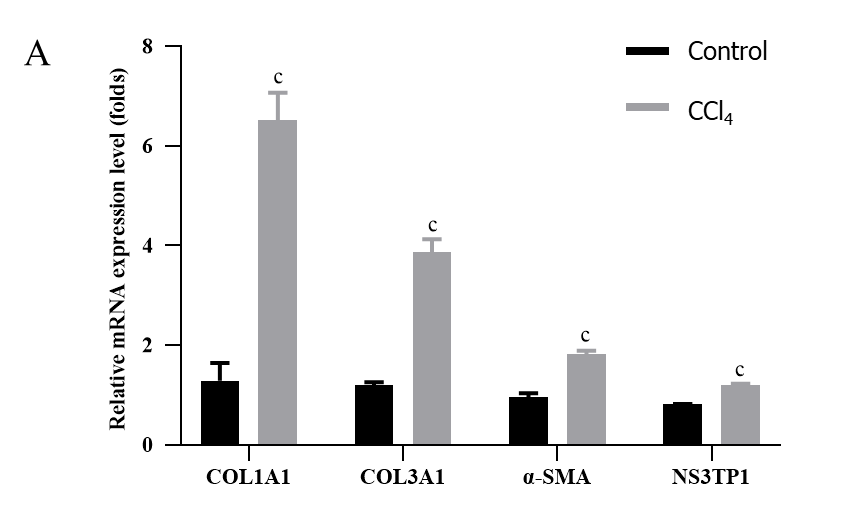 A
Control
CCl₄
Relative mRNA expression level (folds)
8
6
4
2
0
c
c
c
c
COL1A1
COL3A1
α-SMA
NS3TP1